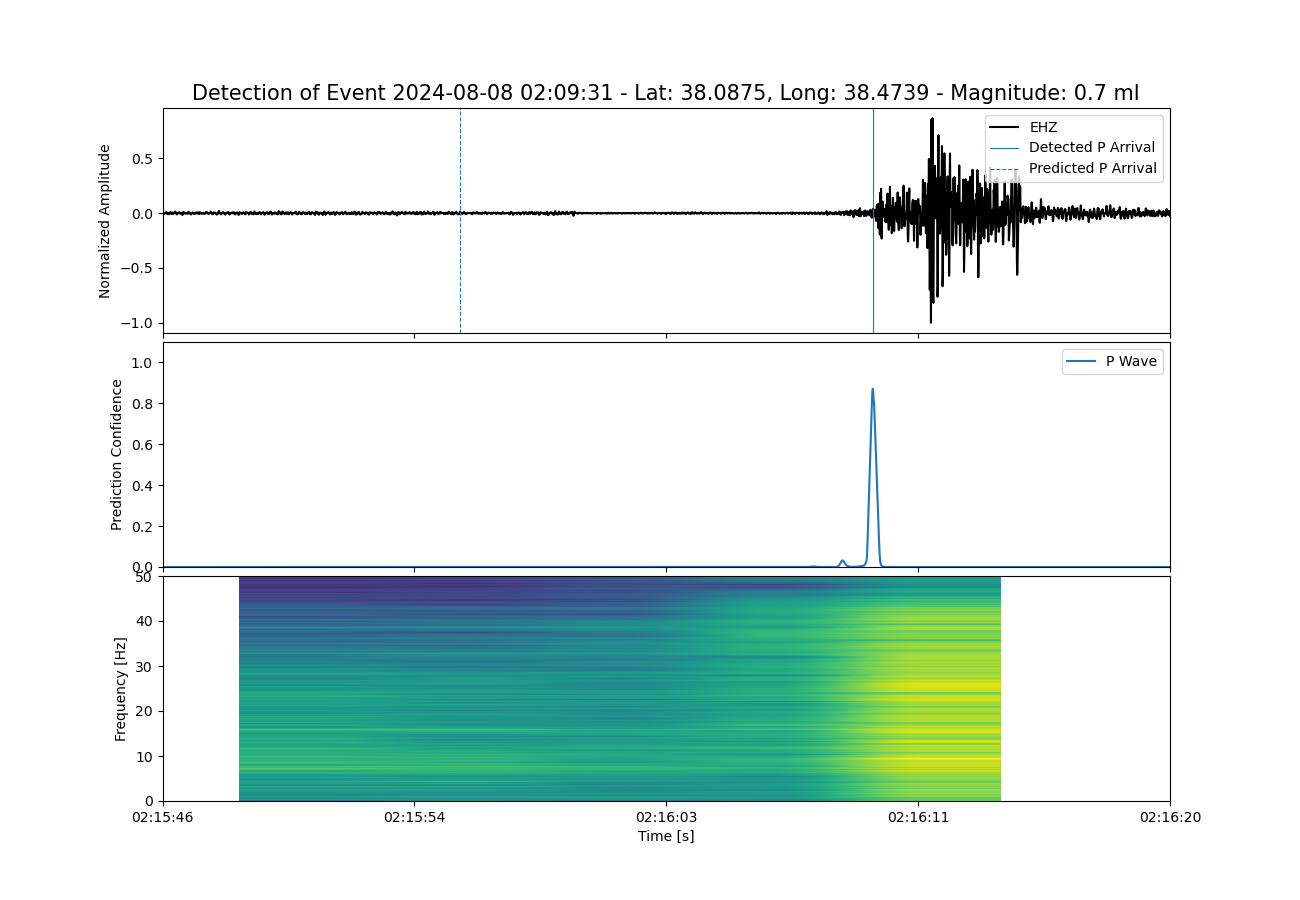 Detection of Event 2024-08-08 02:09:31 - Lat: 38.0875, Long: 38.4739 - Magnitude: 0.7 ml
EHZ
Detected P Arrival
Predicted P Arrival
0.5
0.0
−0.5
−1.0
Normalized Amplitude
P Wave
1.0
0.8
0.6
0.4
0.2
0.0
Prediction Confidence
50
40
30
20
10
0
Frequency [Hz]
02:15:46
02:15:54
02:16:03
02:16:11
02:16:20
Time [s]